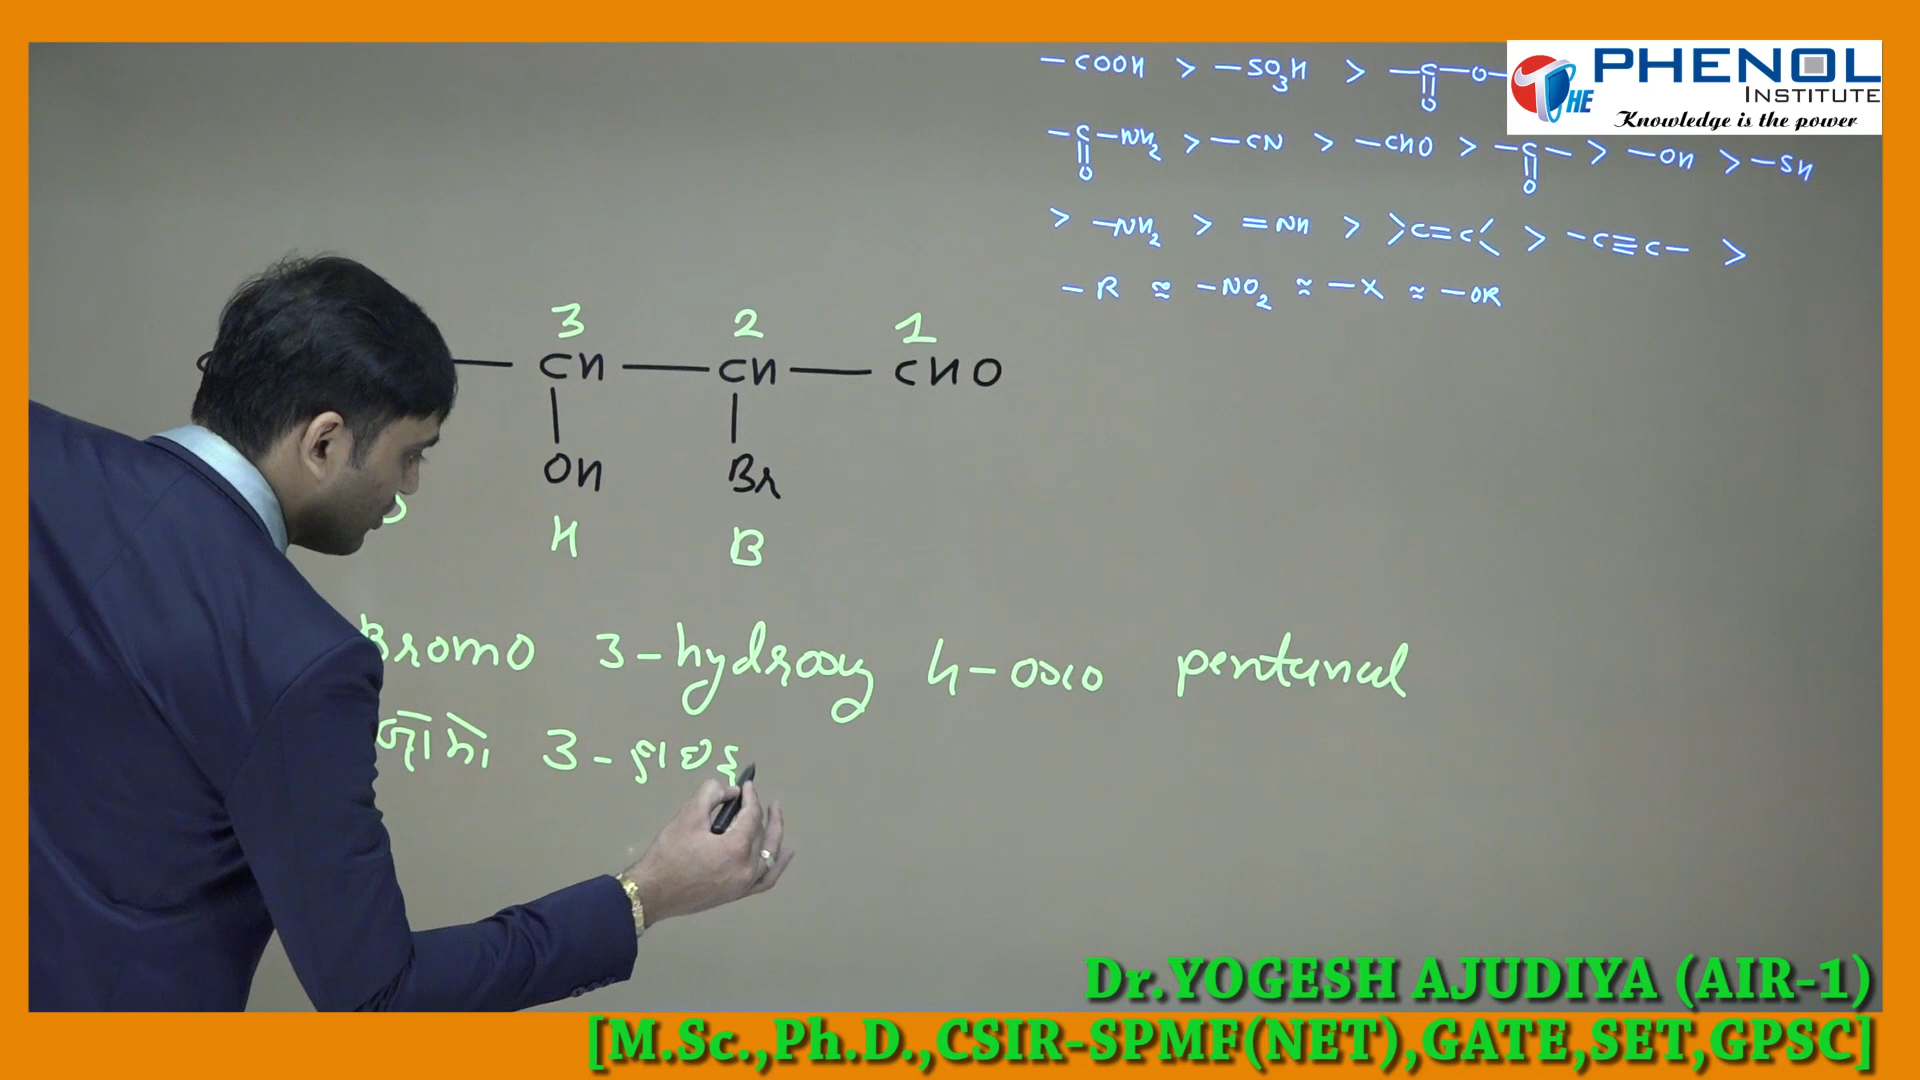 -COOH > -SO3H > -C-O-
O
THE PHENOL
INSTITUTE
Knowledge is the power
-C-NH2 > -CN > -CHO > -C- > -OH > -SH
O O
> -NH2 > =NH > >C=C< > -C≡C- >
-R ≈ -NO2 ≈ -X ≈ -OR
3 2 1
CH — CH — CHO
OH Br
H B
Bromo 3-hydroxy 4-oxo pentanal
3-હાઇડ્ર
Dr.YOGESH AJUDIYA (AIR-1)
[M.Sc.,Ph.D.,CSIR-SPMF(NET),GATE,SET,GPSC]